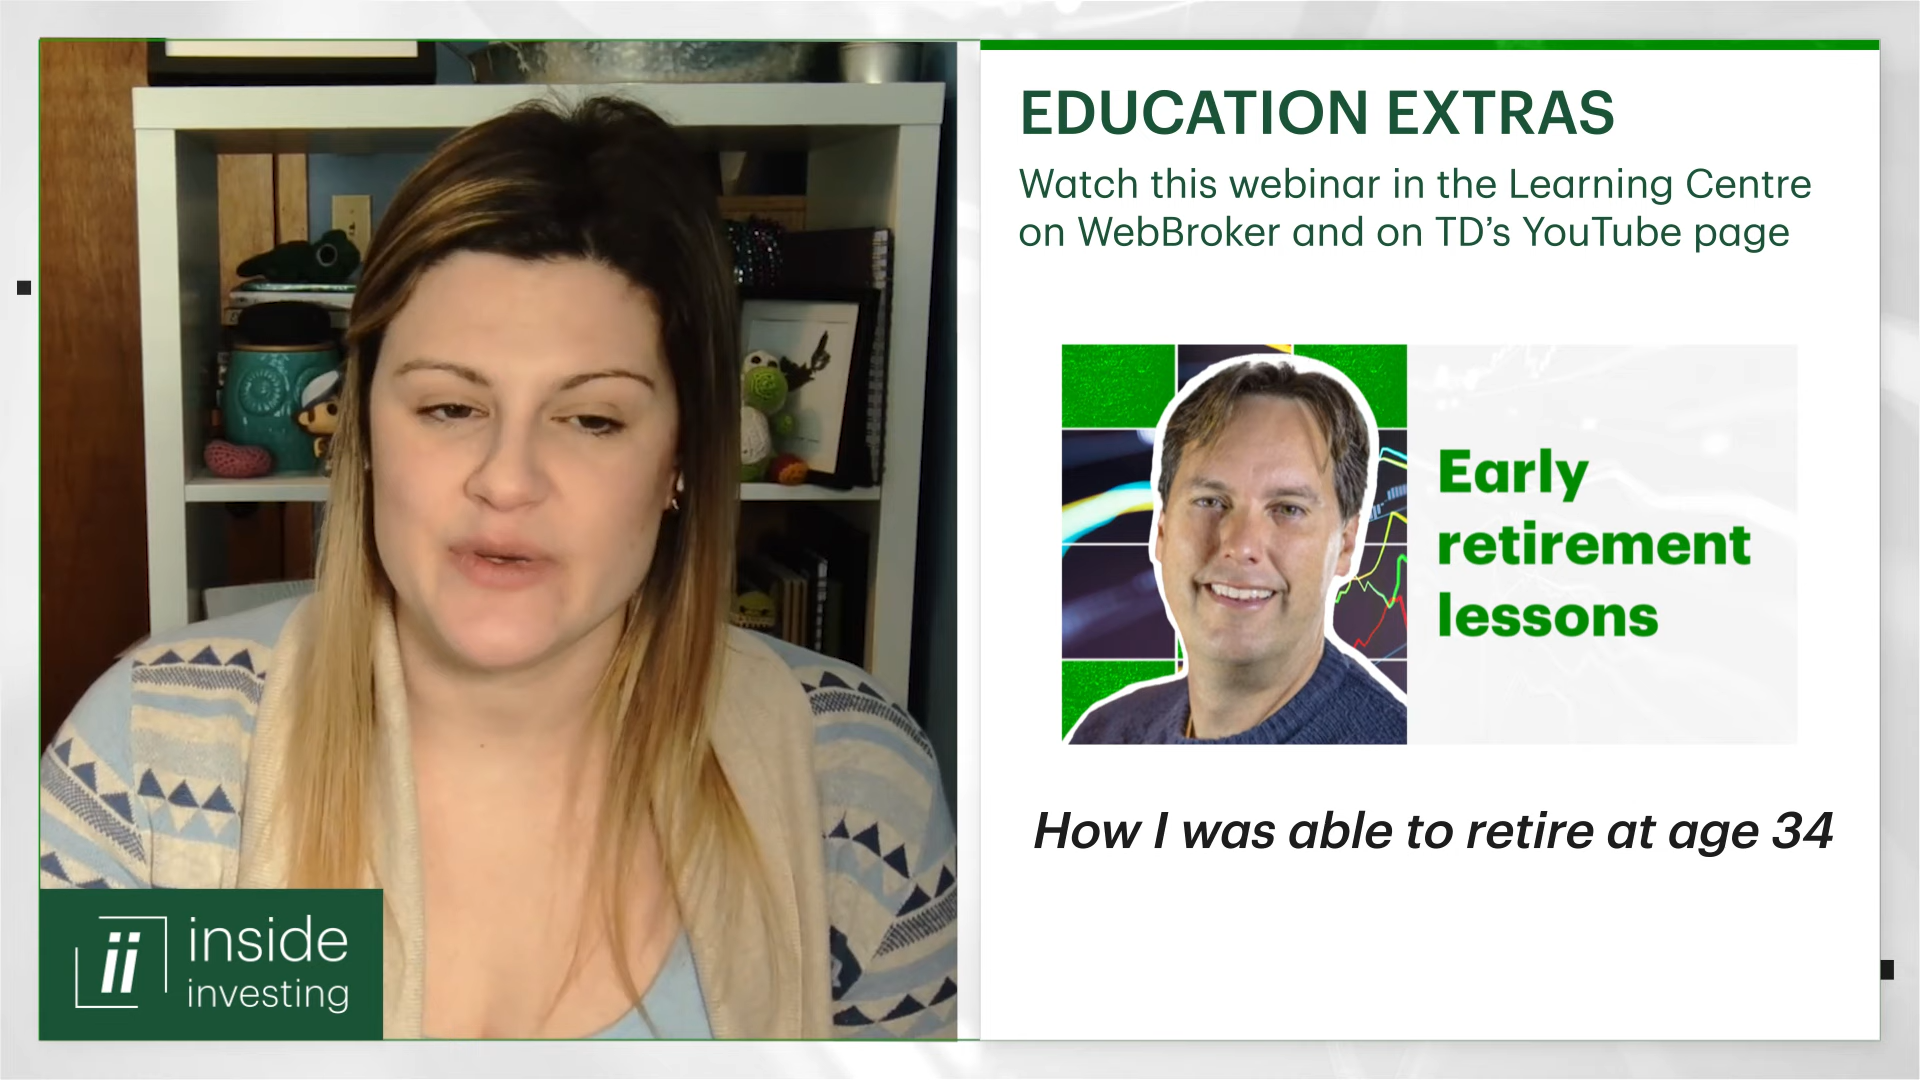 EDUCATION EXTRAS
Watch this webinar in the Learning Centre
on WebBroker and on TD’s YouTube page
Early
retirement
lessons
How I was able to retire at age 34
ii
inside
investing